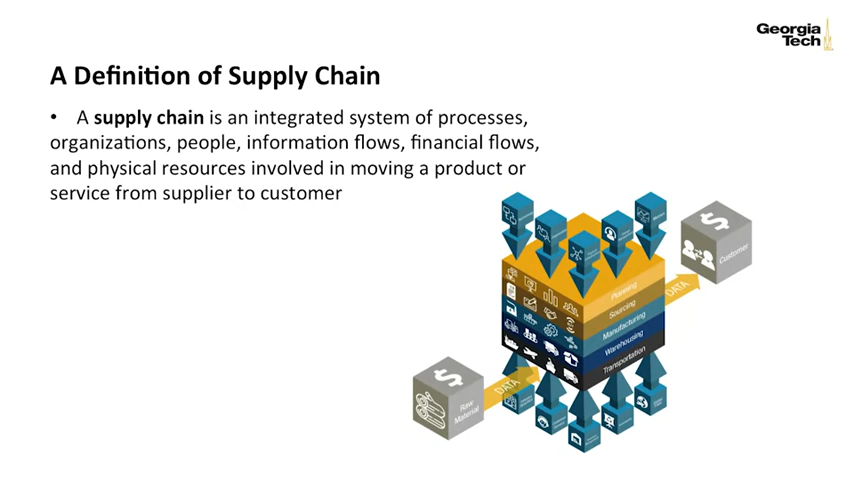 Georgia
Tech
A Definition of Supply Chain
• A supply chain is an integrated system of processes,
organizations, people, information flows, financial flows,
and physical resources involved in moving a product or
service from supplier to customer
$
Customer
DATA
Planning
Sourcing
Manufacturing
Warehousing
Transportation
$
Raw
Material
DATA